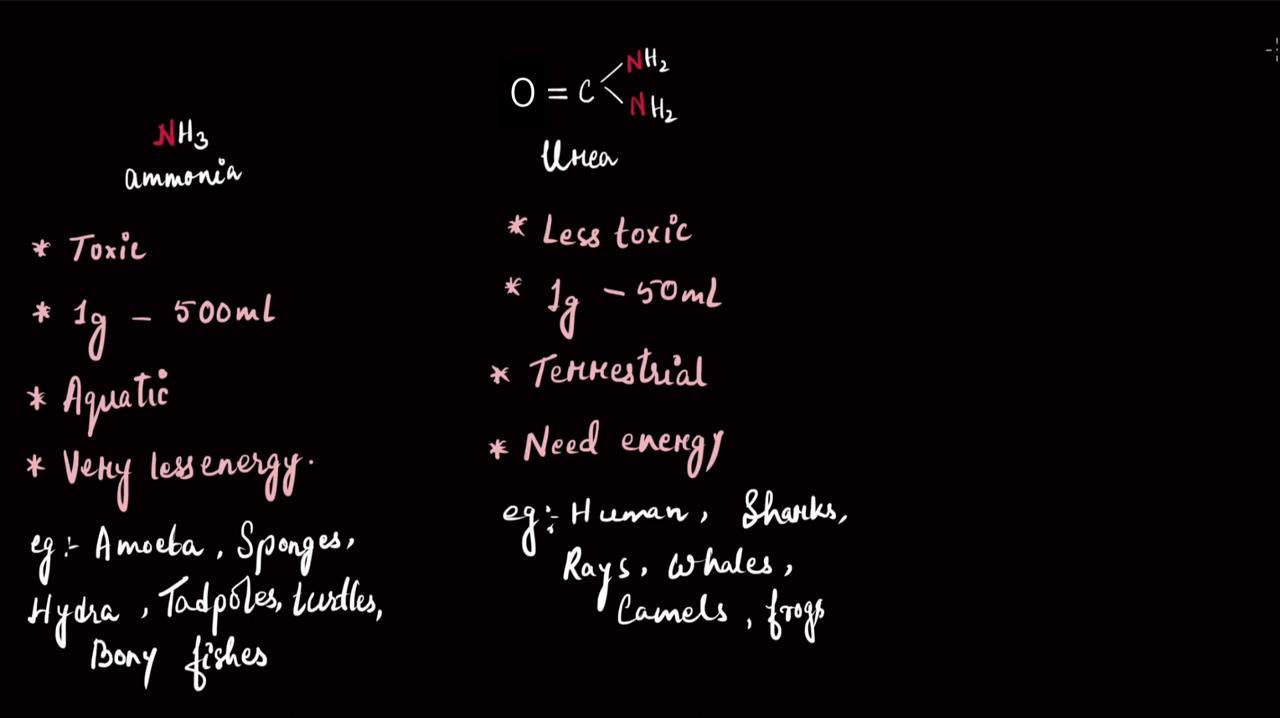 NH3
ammonia
* Toxic
* 1g - 500mL
* Aquatic
* Very less energy.
eg:- Amoeba, Sponges,
Hydra, Tadpoles, turtles,
Bony fishes
O = C
NH2
NH2
Urea
* Less toxic
* 1g - 50mL
* Terrestrial
* Need energy
eg:- Human, Sharks,
Rays, Whales,
Camels, frogs